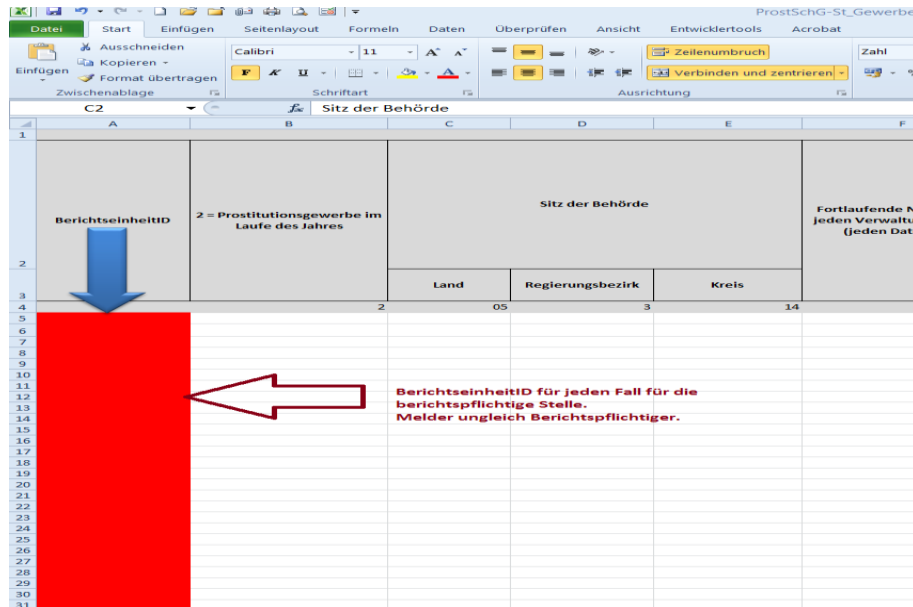 ProstSchG-St_Gewerbe
Datei Start Einfügen Seitenlayout Formeln Daten Überprüfen Ansicht Entwicklertools Acrobat
Einfügen
Ausschneiden
Kopieren
Format übertragen
Zwischenablage
Calibri 11
F K U
A A
A
Schriftart
Zeilenumbruch
Verbinden und zentrieren
Ausrichtung
Zahl
C2 fx Sitz der Behörde
A B C D E F
1
2
3
4
5
6
7
8
9
10
11
12
13
14
15
16
17
18
19
20
21
22
23
24
25
26
27
28
29
30
31
BerichtseinheitID
2 = Prostitutionsgewerbe im
Laufe des Jahres
Sitz der Behörde
Fortlaufende N
jeden Verwaltu
(jeden Dat
Land Regierungsbezirk Kreis
2 05 3 14
BerichtseinheitID für jeden Fall für die
berichtspflichtige Stelle.
Melder ungleich Berichtspflichtiger.